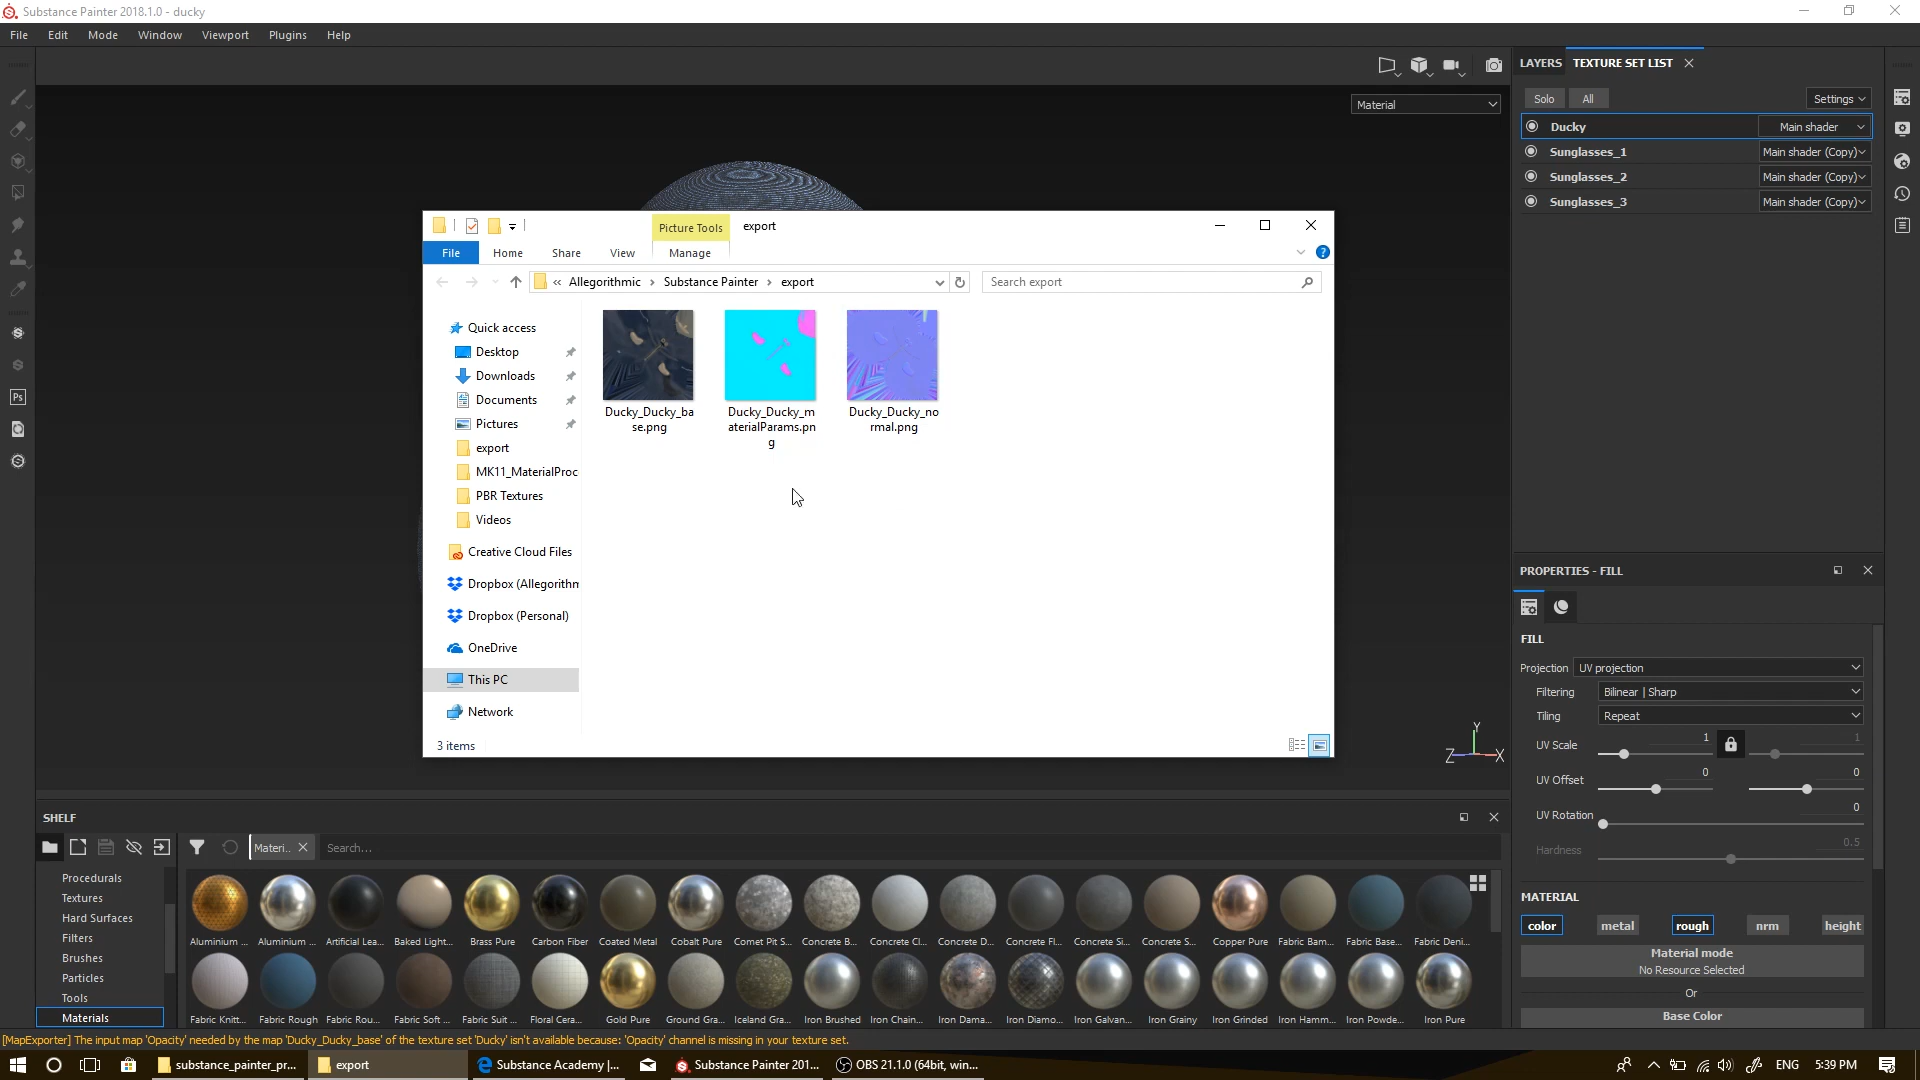 Substance Painter 2018.1.0 - ducky
File Edit Mode Window Viewport Plugins Help
LAYERS TEXTURE SET LIST
Material
Solo All Settings
Ducky Main shader
Sunglasses_1 Main shader (Copy)
Sunglasses_2 Main shader (Copy)
Sunglasses_3 Main shader (Copy)
Picture Tools export
File Home Share View Manage
« Allegorithmic › Substance Painter › export
Search export
Quick access
Desktop
Downloads
Documents
Pictures
export
MK11_MaterialProc
PBR Textures
Videos
Creative Cloud Files
Dropbox (Allegorithm
Dropbox (Personal)
OneDrive
This PC
Network
Ducky_Ducky_ba
se.png
Ducky_Ducky_m
aterialParams.pn
g
Ducky_Ducky_no
rmal.png
3 items
Y
Z X
PROPERTIES - FILL
FILL
Projection UV projection
Filtering Bilinear | Sharp
Tiling Repeat
UV Scale 1 1
UV Offset 0 0
UV Rotation 0
Hardness 0.5
MATERIAL
color metal rough nrm height
Material mode
No Resource Selected
Or
Base Color
SHELF
Materi.. Search...
Procedurals
Textures
Hard Surfaces
Filters
Brushes
Particles
Tools
Materials
Aluminium ... Aluminium ... Artificial Lea... Baked Light... Brass Pure Carbon Fiber Coated Metal Cobalt Pure Comet Pit S... Concrete B... Concrete Cl... Concrete D... Concrete Fl... Concrete Si... Concrete S... Copper Pure Fabric Bam... Fabric Base... Fabric Deni...
Fabric Knitt... Fabric Rough Fabric Rou... Fabric Soft ... Fabric Suit ... Floral Cera... Gold Pure Ground Gra... Iceland Gra... Iron Brushed Iron Chain... Iron Dama... Iron Diamo... Iron Galvan... Iron Grainy Iron Grinded Iron Hamm... Iron Powde... Iron Pure
[MapExporter] The input map 'Opacity' needed by the map 'Ducky_Ducky_base' of the texture set 'Ducky' isn't available because: 'Opacity' channel is missing in your texture set.
substance_painter_pr... export Substance Academy |... Substance Painter 201... OBS 21.1.0 (64bit, win... ENG 5:39 PM
Ps